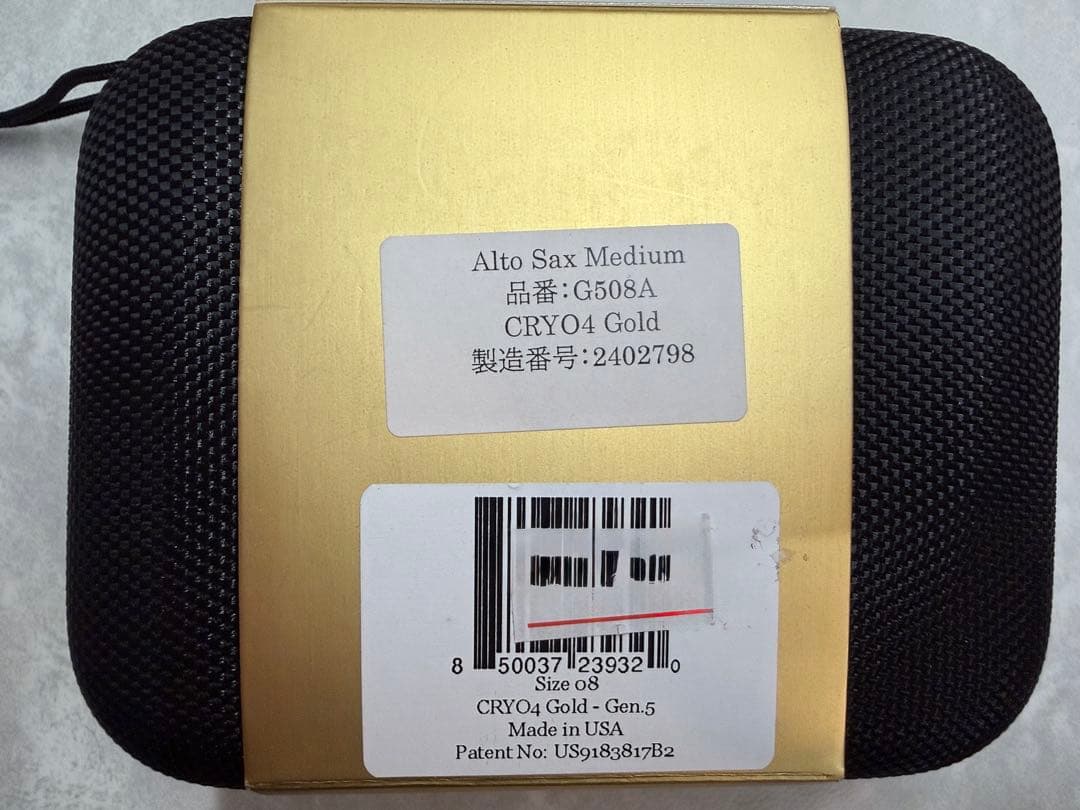 Alto Sax Medium
品番:G508A
CRYO4 Gold
製造番号:2402798
8 50037 23932 0
Size 08
CRYO4 Gold - Gen.5
Made in USA
Patent No: US9183817B2